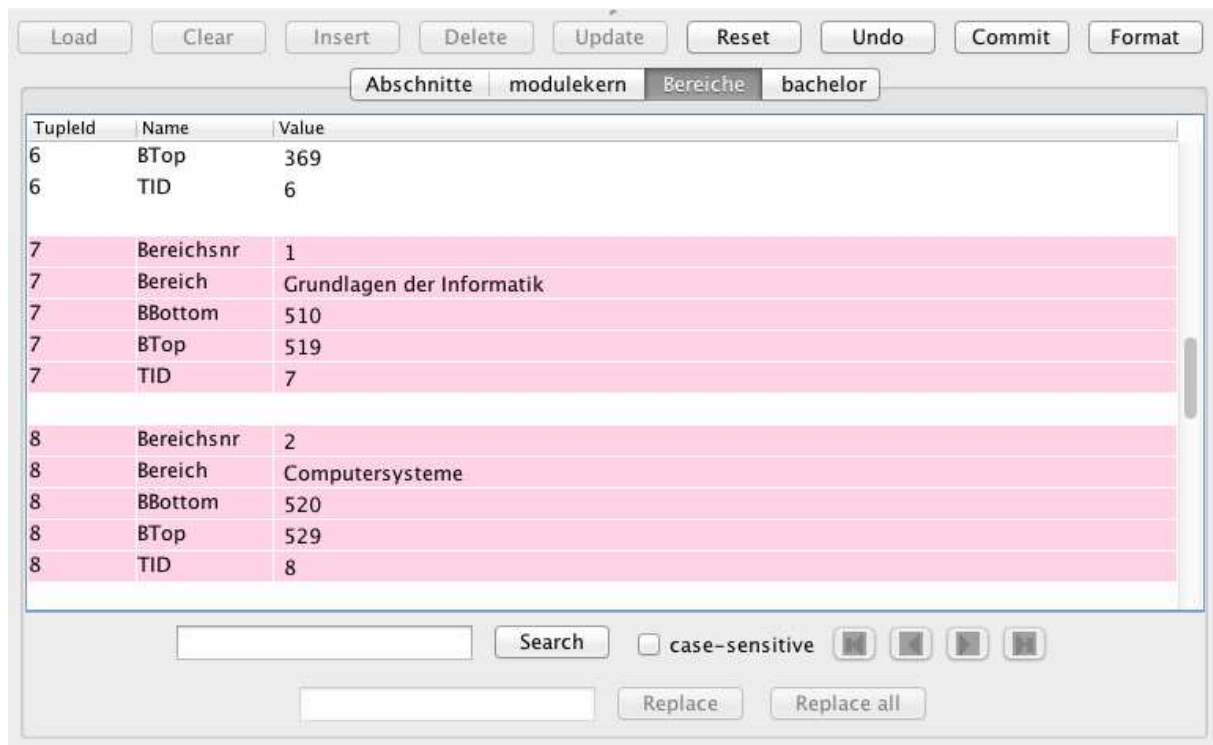 Load Clear Insert Delete Update Reset Undo Commit Format
Abschnitte modulekern Bereiche bachelor
TupleId Name Value
6 BTop 369
6 TID 6
7 Bereichsnr 1
7 Bereich Grundlagen der Informatik
7 BBottom 510
7 BTop 519
7 TID 7
8 Bereichsnr 2
8 Bereich Computersysteme
8 BBottom 520
8 BTop 529
8 TID 8
Search case-sensitive
Replace Replace all